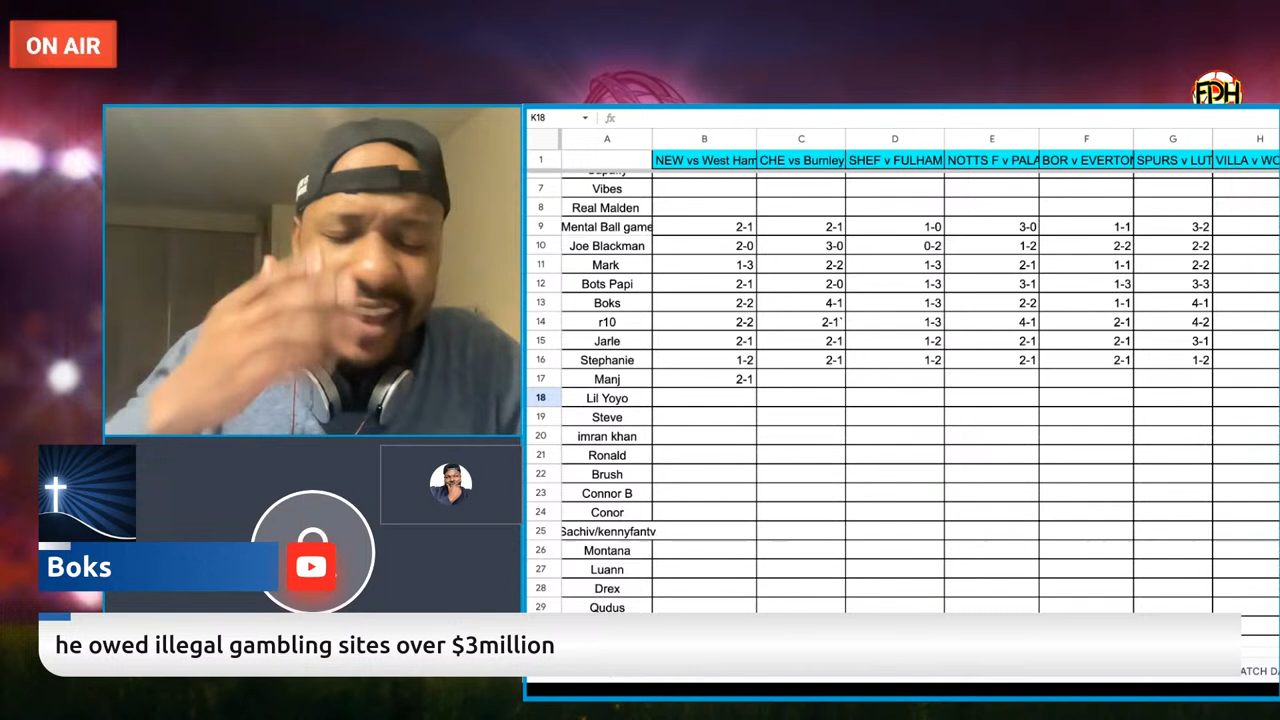 ON AIR
FDH
K18 fx
A B C D E F G H
1 NEW vs West Ham CHE vs Burnley SHEF v FULHAM NOTTS F v PALA BOR v EVERTON SPURS v LUT VILLA v WO
7 Vibes
8 Real Malden
9 Mental Ball game 2-1 2-1 1-0 3-0 1-1 3-2
10 Joe Blackman 2-0 3-0 0-2 1-2 2-2 2-2
11 Mark 1-3 2-2 1-3 2-1 1-1 2-2
12 Bots Papi 2-1 2-0 1-3 3-1 1-3 3-3
13 Boks 2-2 4-1 1-3 2-2 1-1 4-1
14 r10 2-2 2-1` 1-3 4-1 2-1 4-2
15 Jarle 2-1 2-1 1-2 2-1 2-1 3-1
16 Stephanie 1-2 2-1 1-2 2-1 2-1 1-2
17 Manj 2-1
18 Lil Yoyo
19 Steve
20 imran khan
21 Ronald
22 Brush
23 Connor B
24 Conor
25 Sachiv/kennyfantv
26 Montana
27 Luann
28 Drex
29 Qudus
Boks
he owed illegal gambling sites over $3million
ATCH DA